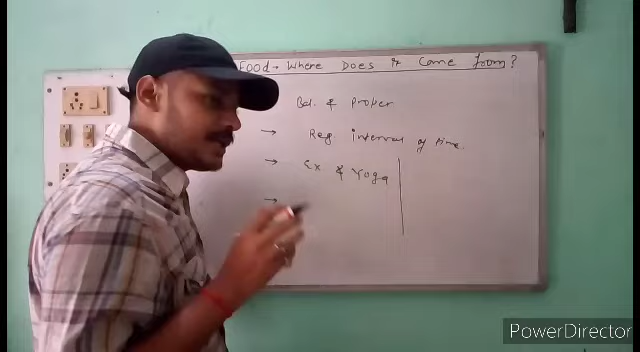 Food → Where Does it Come from?
Bal. & Proper
→ Reg interval of time.
→ Ex & Yoga
→
PowerDirector